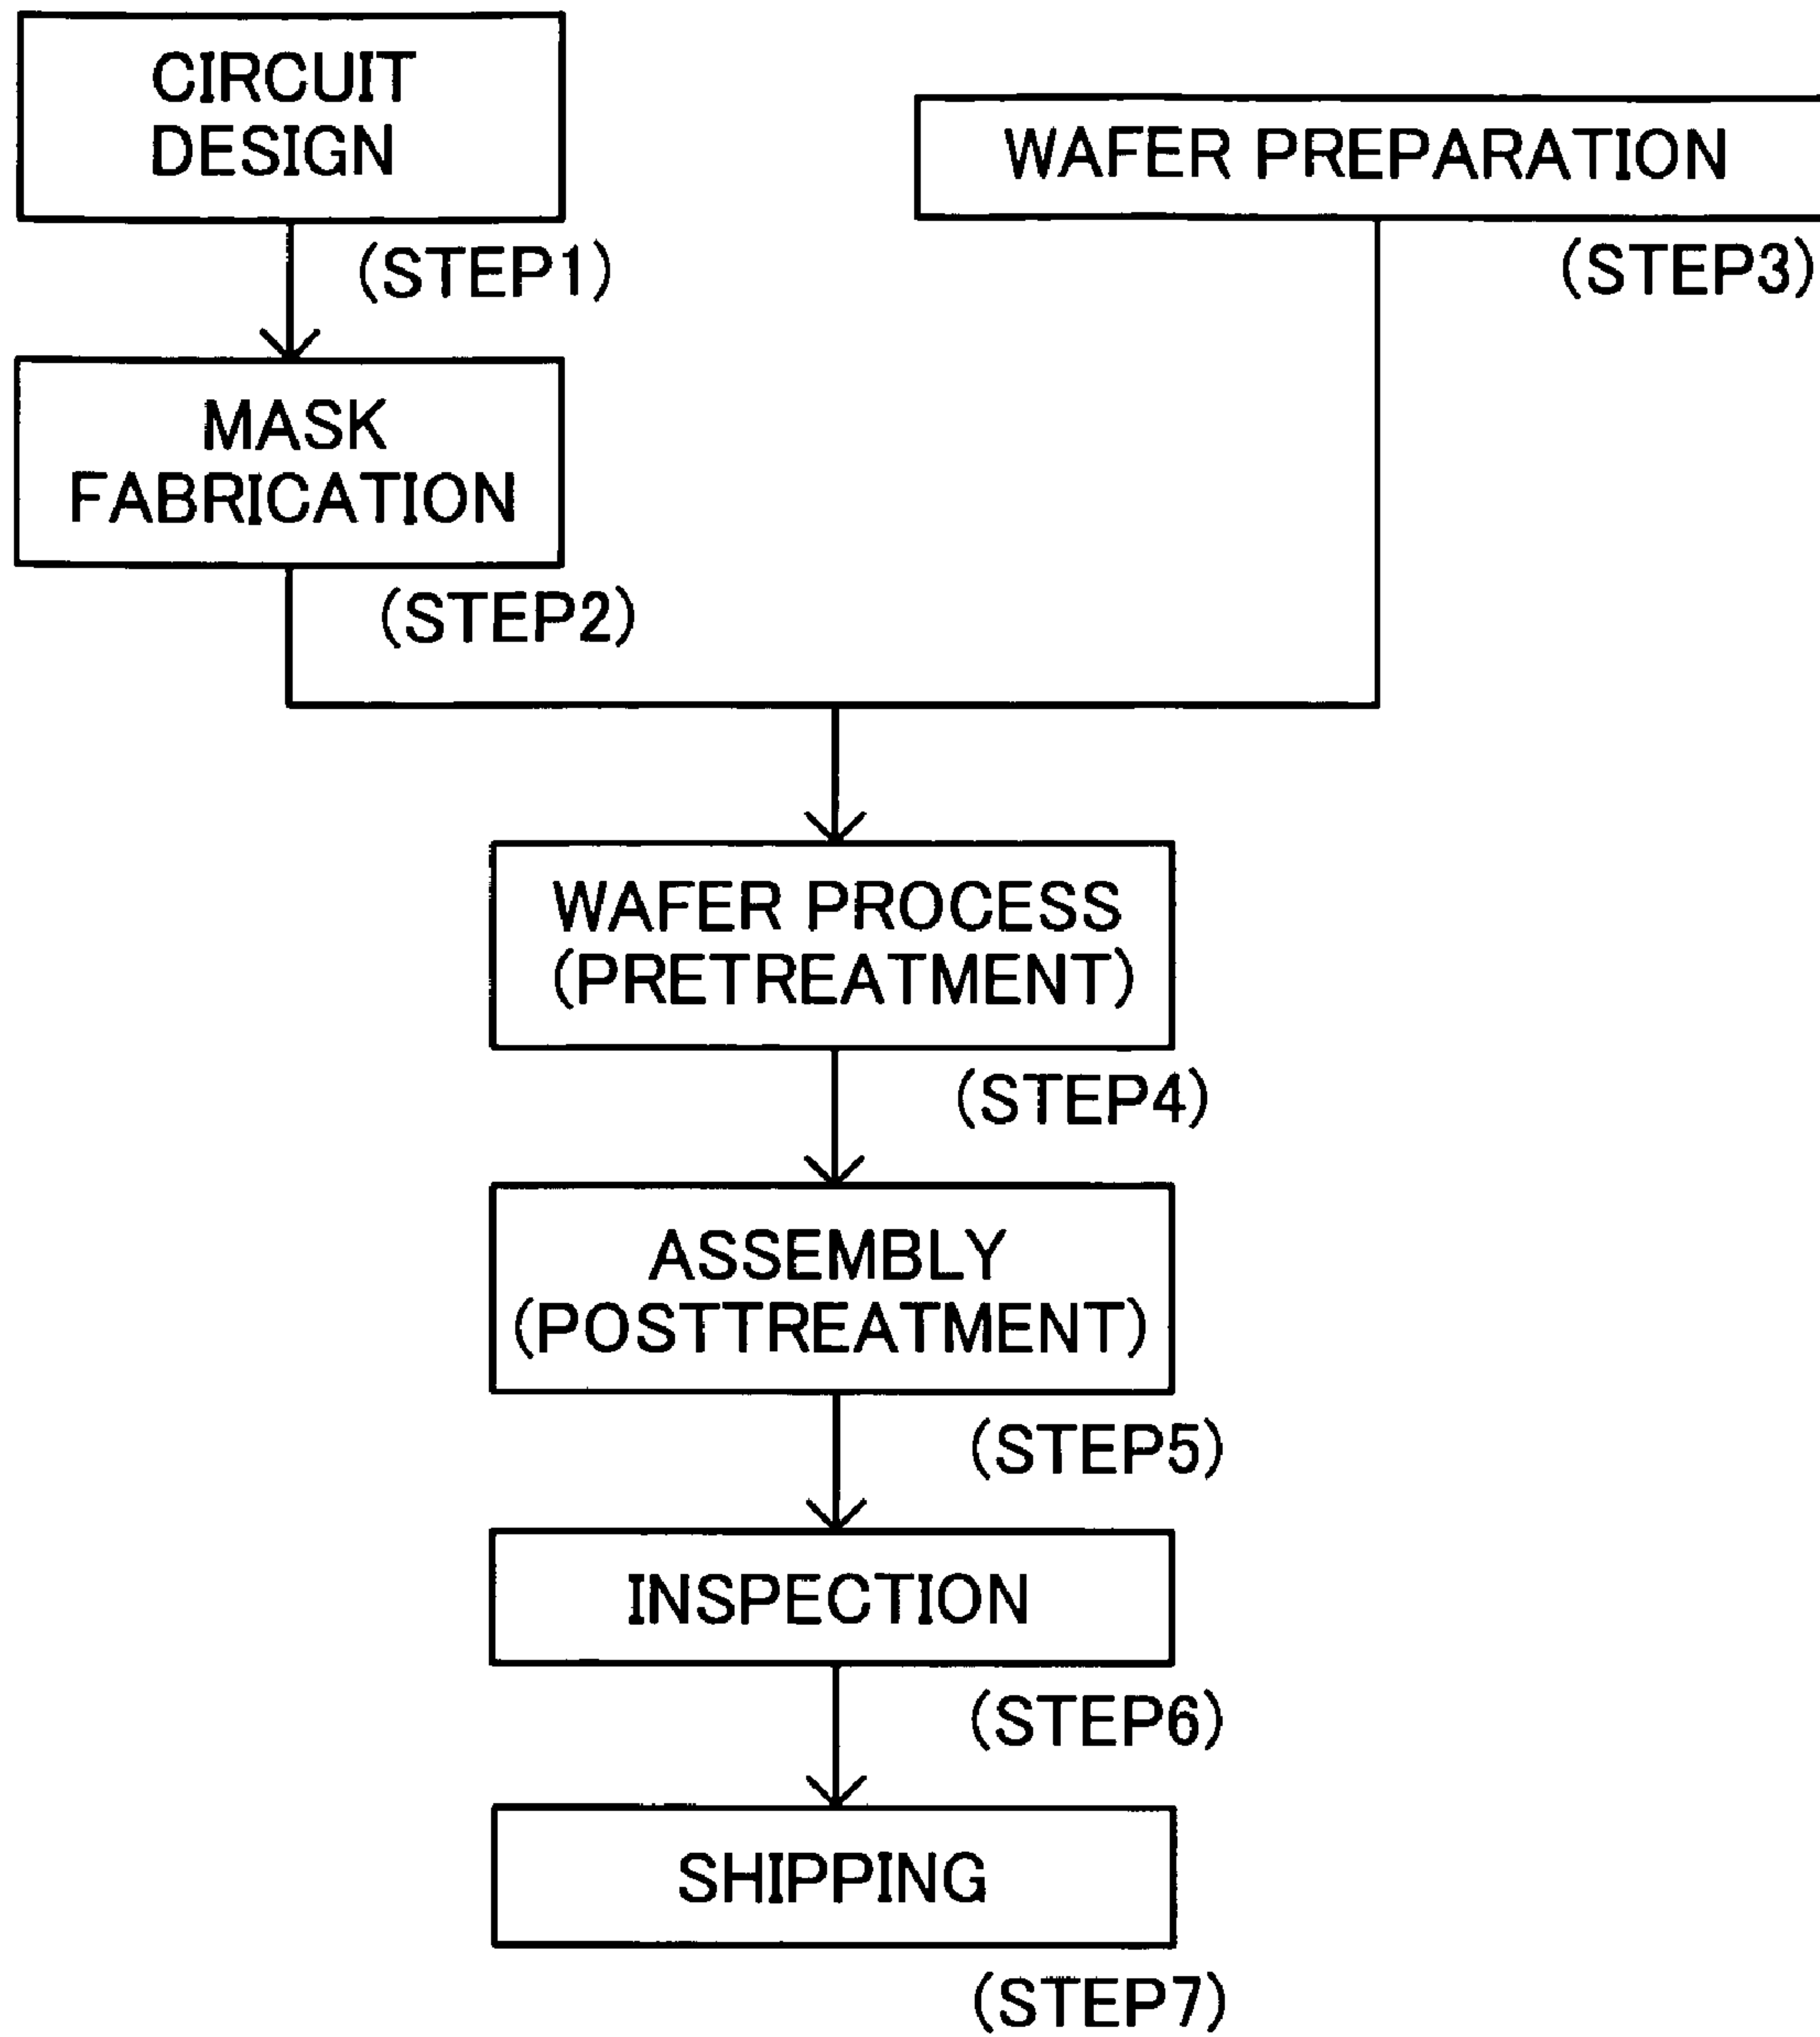 CIRCUIT
DESIGN
(STEP1)
MASK
FABRICATION
(STEP2)
WAFER PREPARATION
(STEP3)
WAFER PROCESS
(PRETREATMENT)
(STEP4)
ASSEMBLY
(POSTTREATMENT)
(STEP5)
INSPECTION
(STEP6)
SHIPPING
(STEP7)